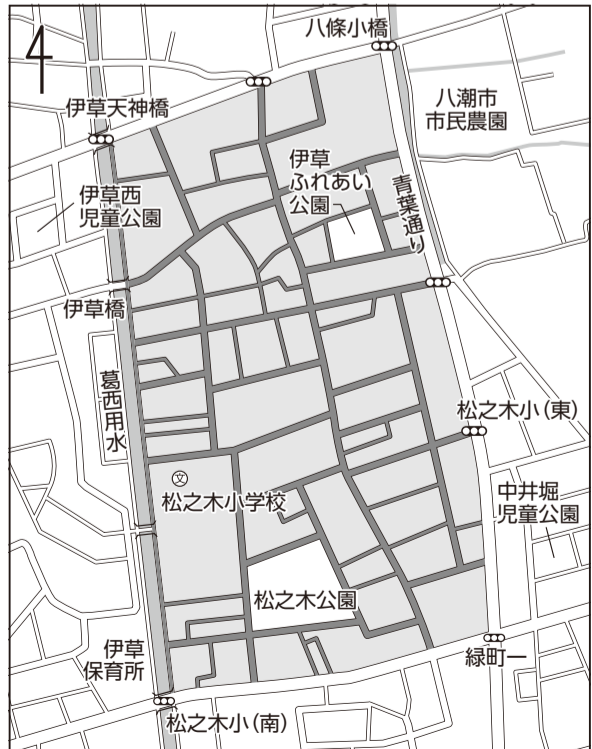 4
八條小橋
伊草天神橋
八潮市
市民農園
伊草
ふれあい
公園
伊草西
児童公園
青葉通り
伊草橋
葛西用水
松之木小(東)
文
松之木小学校
中井堀
児童公園
松之木公園
伊草
保育所
緑町一
松之木小(南)